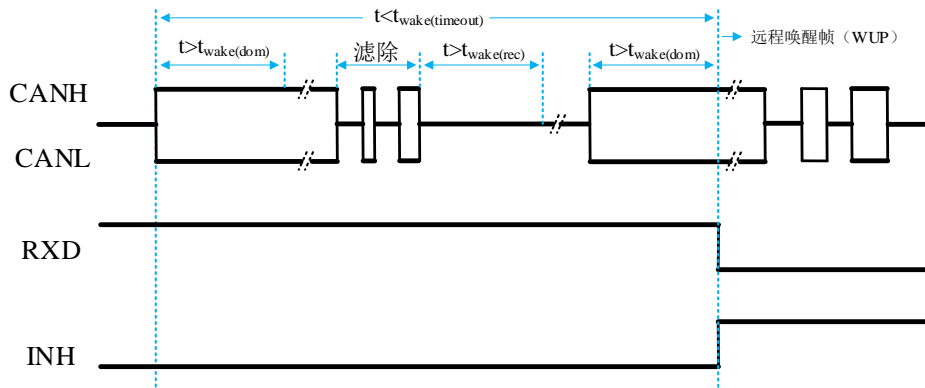 t<twake(timeout)
远程唤醒帧（WUP）
t>twake(dom)
滤除
t>twake(rec)
t>twake(dom)
CANH
CANL
RXD
INH